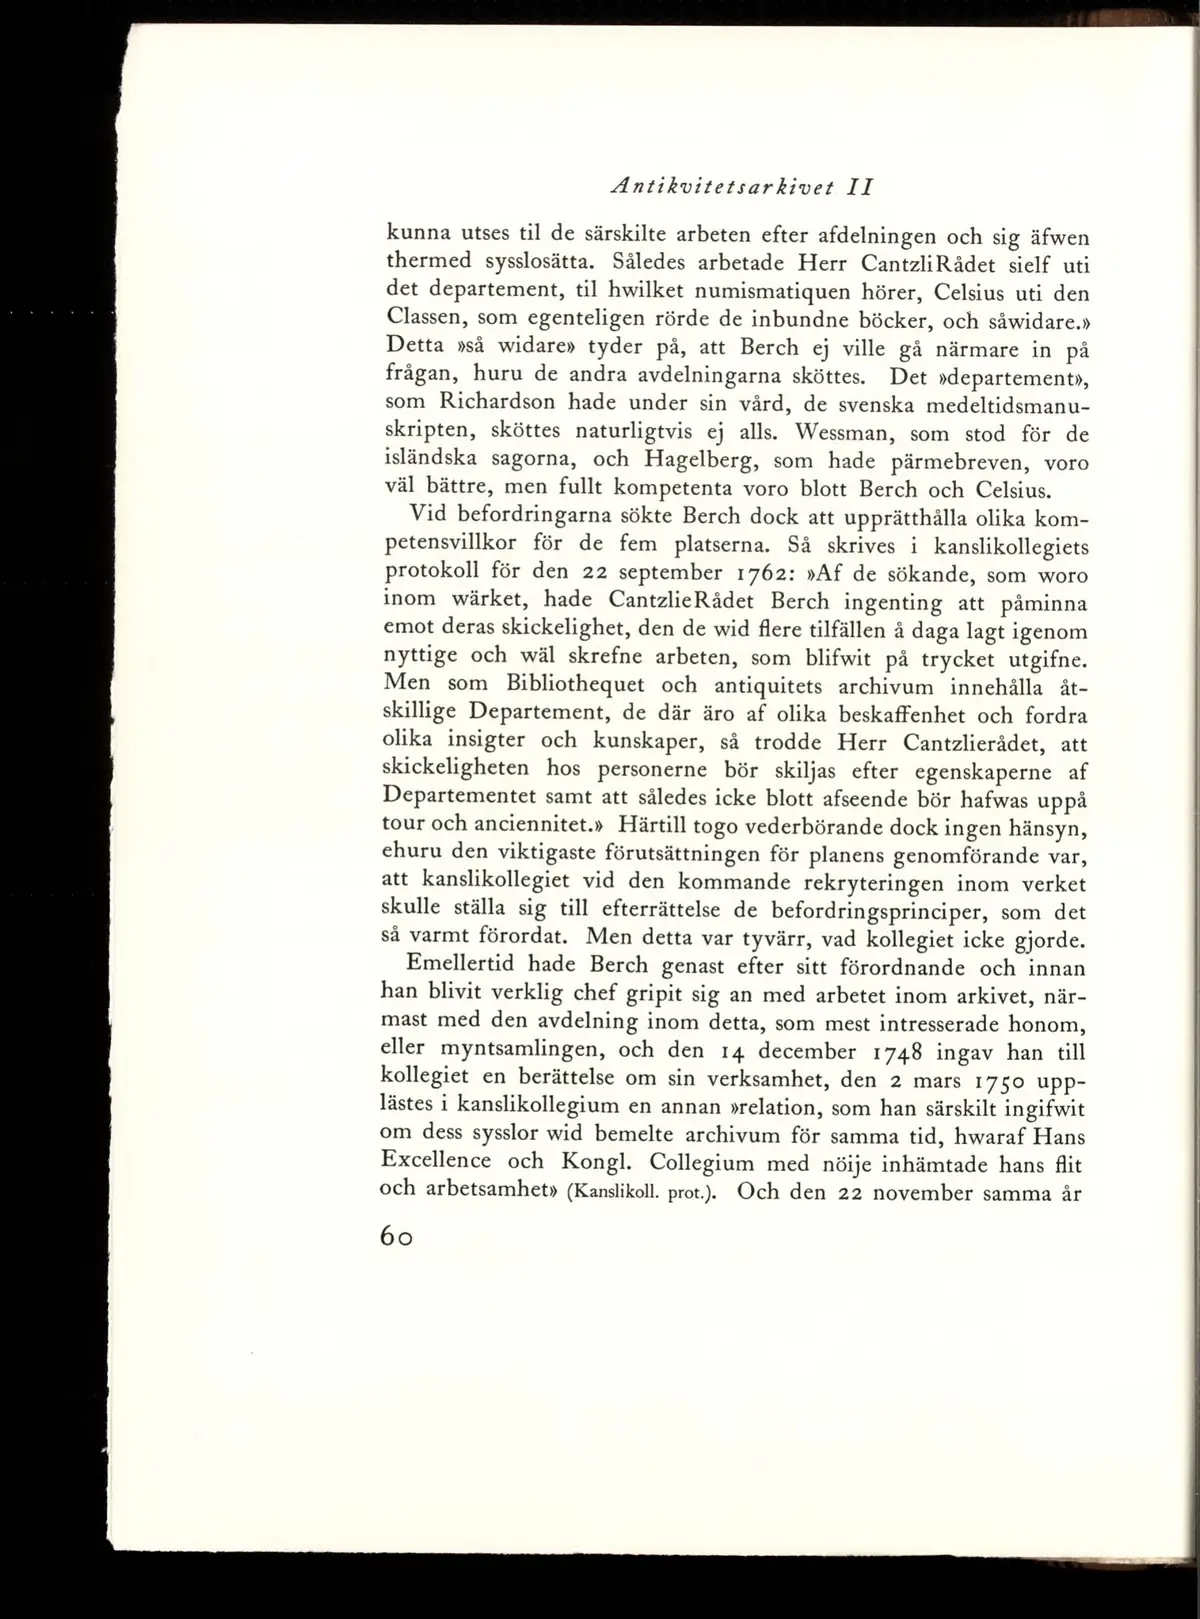 Antikvitetsarkivet II
kunna utses til de särskilte arbeten efter afdelningen och sig äfwen
thermed sysslosätta. Således arbetade Herr CantzliRådet sielf uti
det departement, til hwilket numismatiquen hörer, Celsius uti den
Classen, som egenteligen rörde de inbundne böcker, och såwidare.»
Detta »så widare» tyder på, att Berch ej ville gå närmare in på
frågan, huru de andra avdelningarna sköttes. Det »departement»,
som Richardson hade under sin vård, de svenska medeltidsmanu-
skripten, sköttes naturligtvis ej alls. Wessman, som stod för de
isländska sagorna, och Hagelberg, som hade pärmebreven, voro
väl bättre, men fullt kompetenta voro blott Berch och Celsius.
Vid befordringarna sökte Berch dock att upprätthålla olika kom-
petensvillkor för de fem platserna. Så skrives i kanslikollegiets
protokoll för den 22 september 1762: »Af de sökande, som woro
inom wärket, hade CantzlieRådet Berch ingenting att påminna
emot deras skickelighet, den de wid flere tilfällen å daga lagt igenom
nyttige och wäl skrefne arbeten, som blifwit på trycket utgifne.
Men som Bibliothequet och antiquitets archivum innehålla åt-
skillige Departement, de där äro af olika beskaffenhet och fordra
olika insigter och kunskaper, så trodde Herr Cantzlierådet, att
skickeligheten hos personerne bör skiljas efter egenskaperne af
Departementet samt att således icke blott afseende bör hafwas uppå
tour och anciennitet.» Härtill togo vederbörande dock ingen hänsyn,
ehuru den viktigaste förutsättningen för planens genomförande var,
att kanslikollegiet vid den kommande rekryteringen inom verket
skulle ställa sig till efterrättelse de befordringsprinciper, som det
så varmt förordat. Men detta var tyvärr, vad kollegiet icke gjorde.
Emellertid hade Berch genast efter sitt förordnande och innan
han blivit verklig chef gripit sig an med arbetet inom arkivet, när-
mast med den avdelning inom detta, som mest intresserade honom,
eller myntsamlingen, och den 14 december 1748 ingav han till
kollegiet en berättelse om sin verksamhet, den 2 mars 1750 upp-
lästes i kanslikollegium en annan »relation, som han särskilt ingifwit
om dess sysslor wid bemelte archivum för samma tid, hwaraf Hans
Excellence och Kongl. Collegium med nöije inhämtade hans flit
och arbetsamhet» (Kanslikoll. prot.). Och den 22 november samma år
60